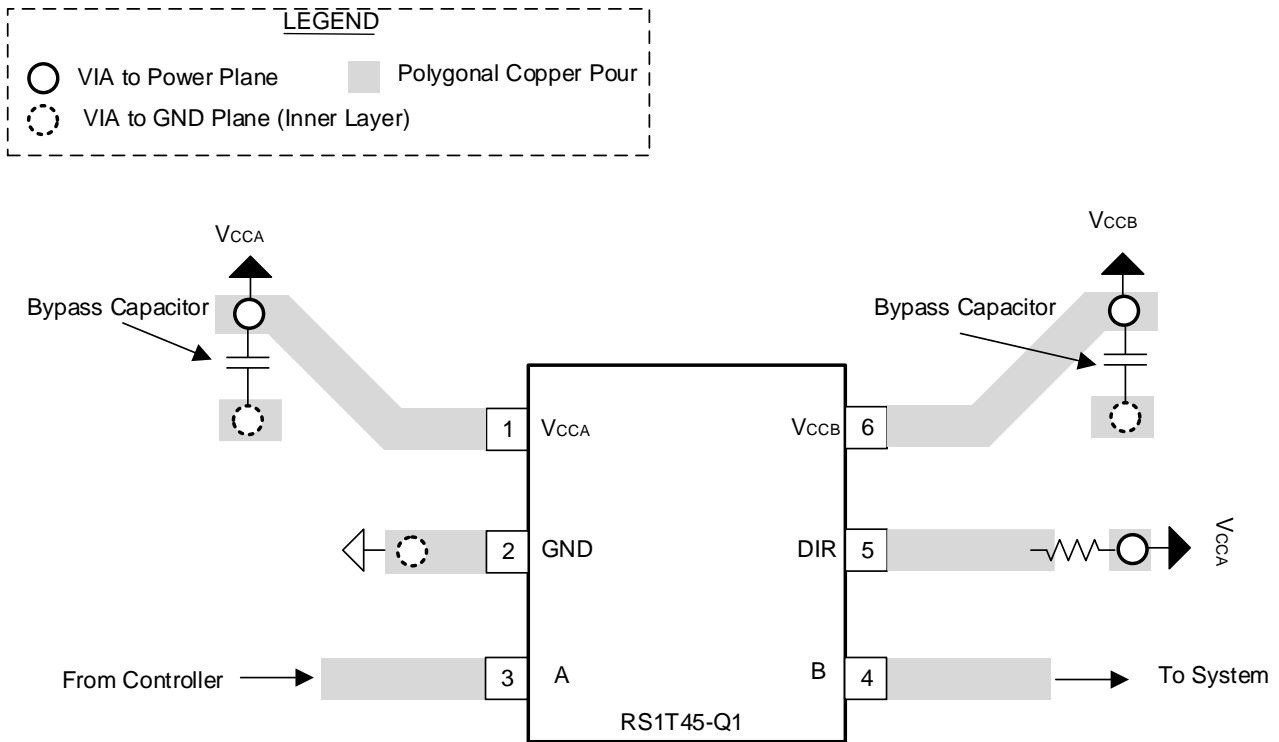 LEGEND
VIA to Power Plane
Polygonal Copper Pour
VIA to GND Plane (Inner Layer)
VCCA
VCCB
Bypass Capacitor
Bypass Capacitor
1 VCCA
VCCB 6
2 GND
DIR 5
VCCA
From Controller
3 A
B 4
To System
RS1T45-Q1